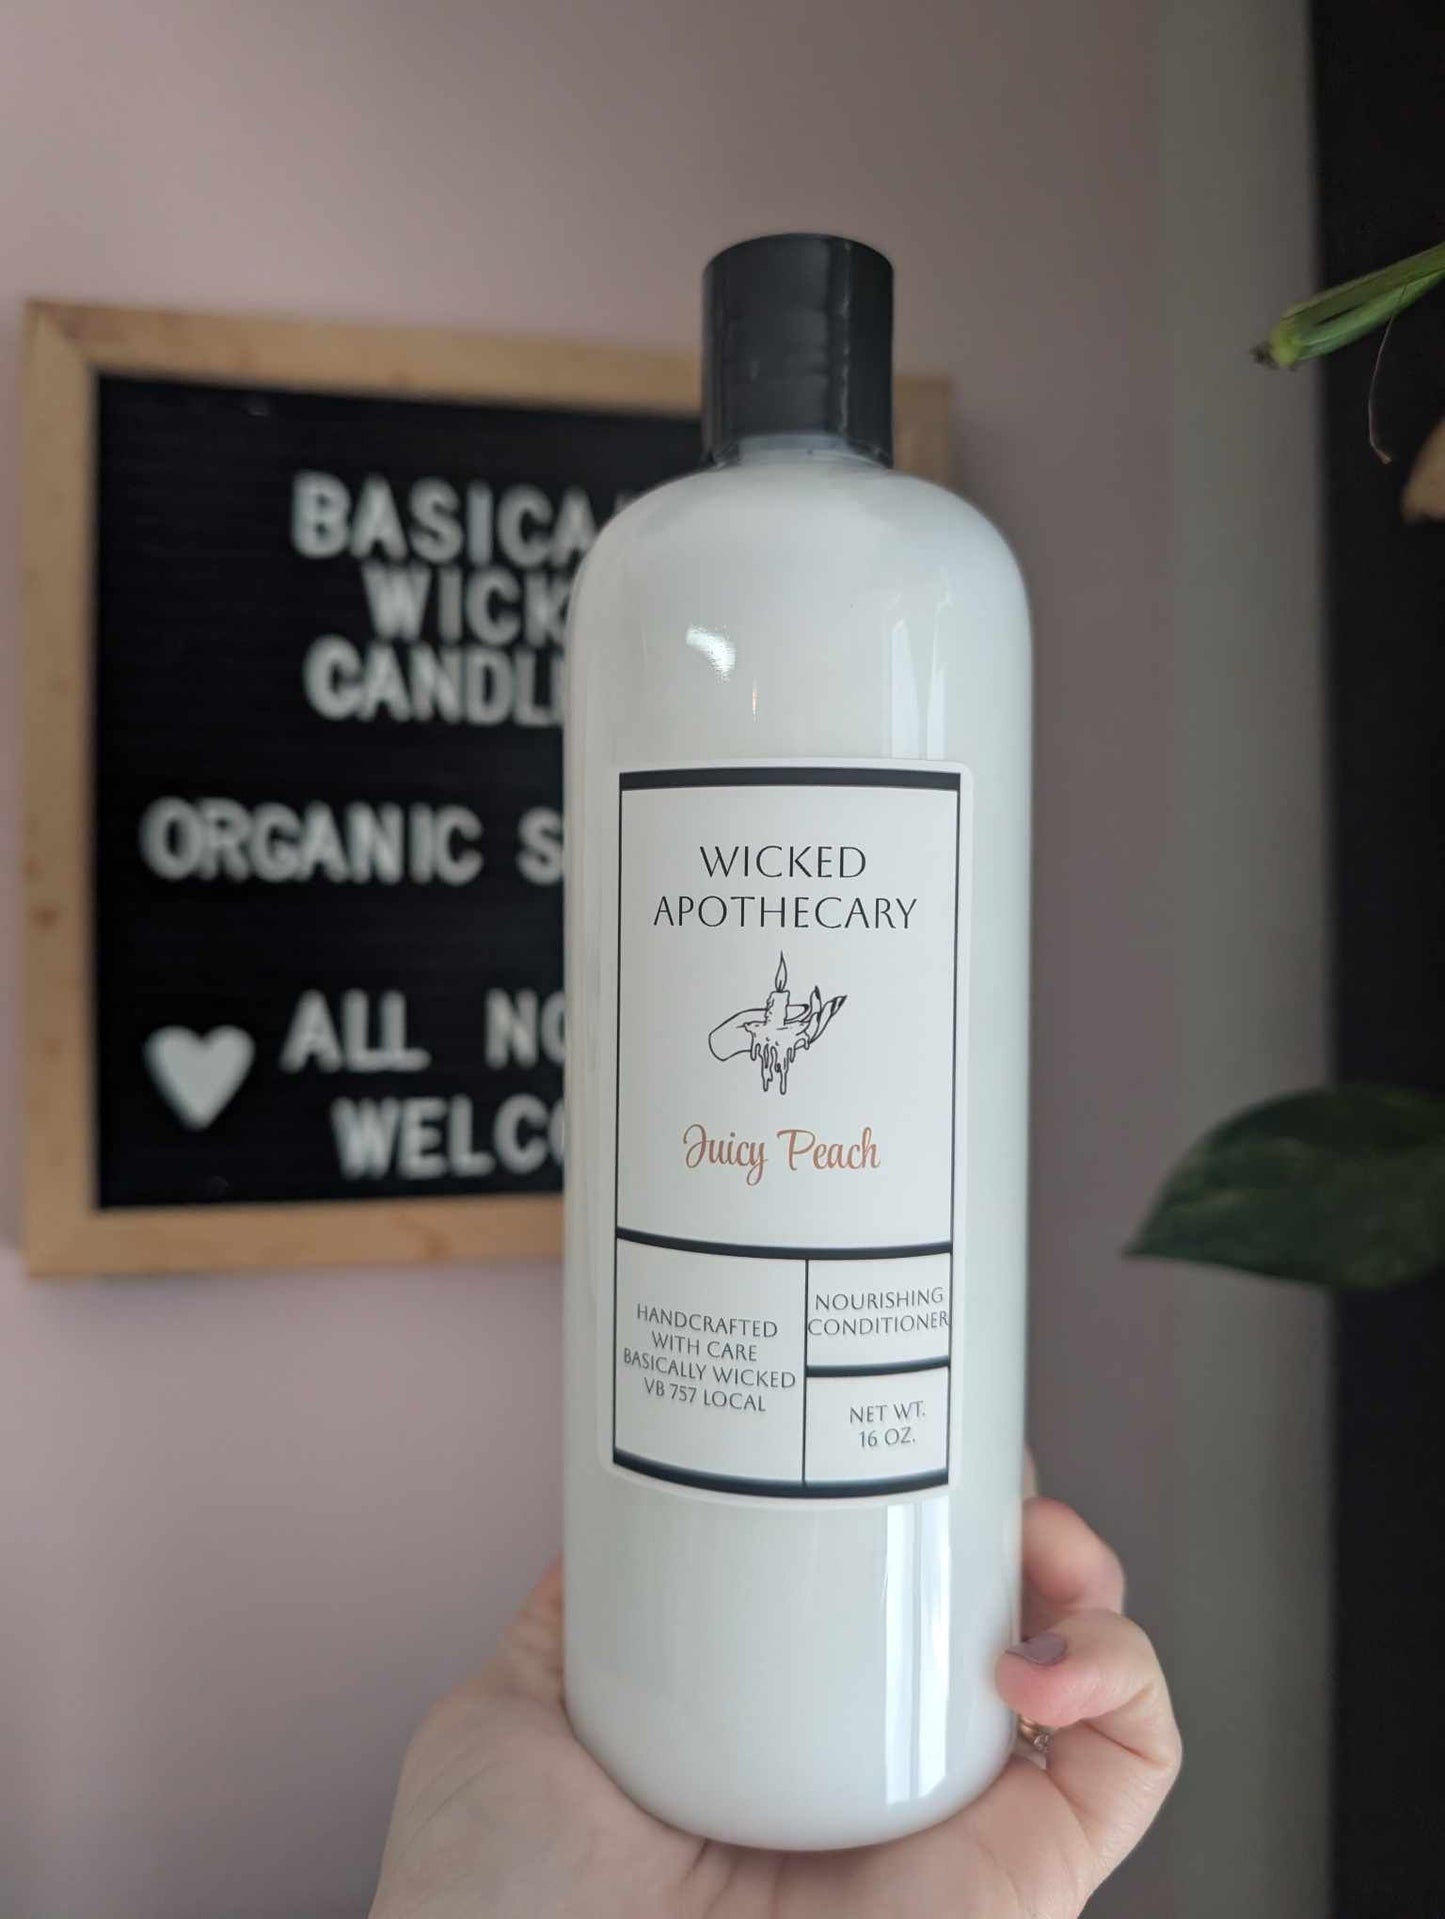 ORGANIC
ALL
WICKED
APOTHECARY
Juicy Peach
HANDCRAFTED
WITH CARE
BASICALLY WICKED
VB 757 LOCAL
NOURISHING
CONDITIONER
NET WT.
16 OZ.